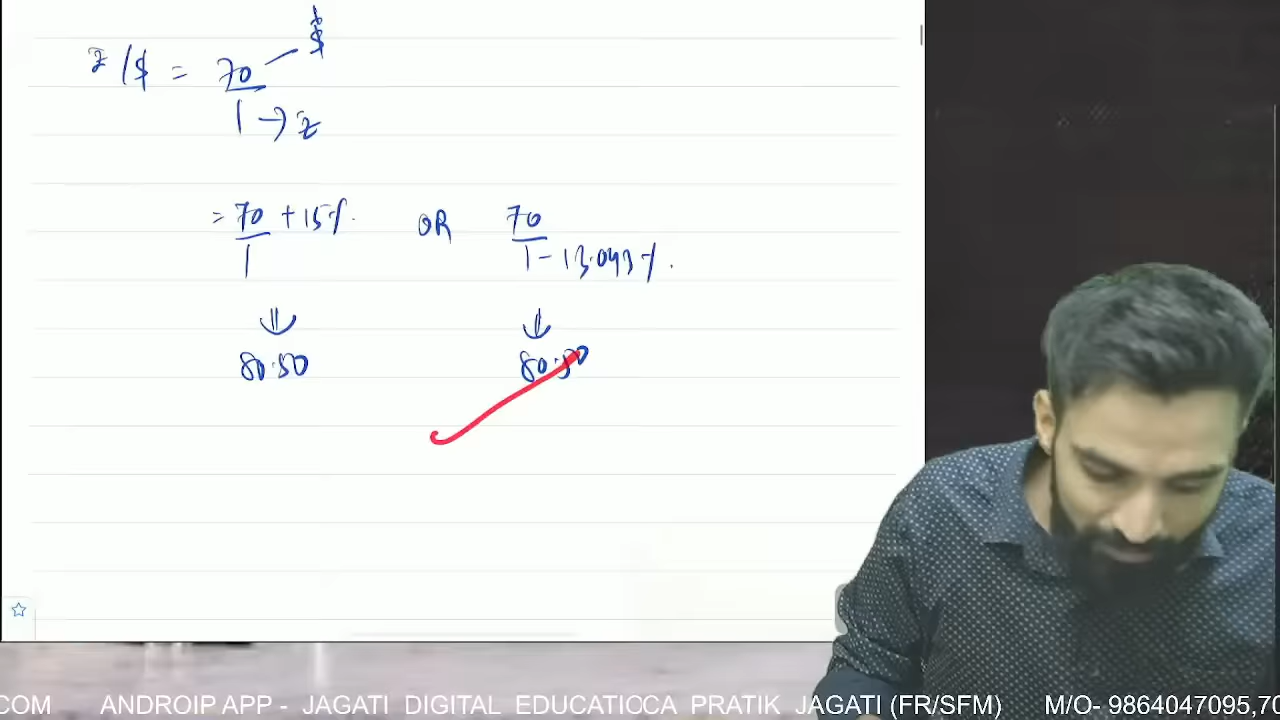 ₹/$ = 70 — $
1 → ₹
= 70 + 15%. OR 70
1 1 - 13.043%.
⇓ ↓
80.50 80.50
COM ANDROIP APP - JAGATI DIGITAL EDUCATIOCA PRATIK JAGATI (FR/SFM) M/O- 9864047095,70